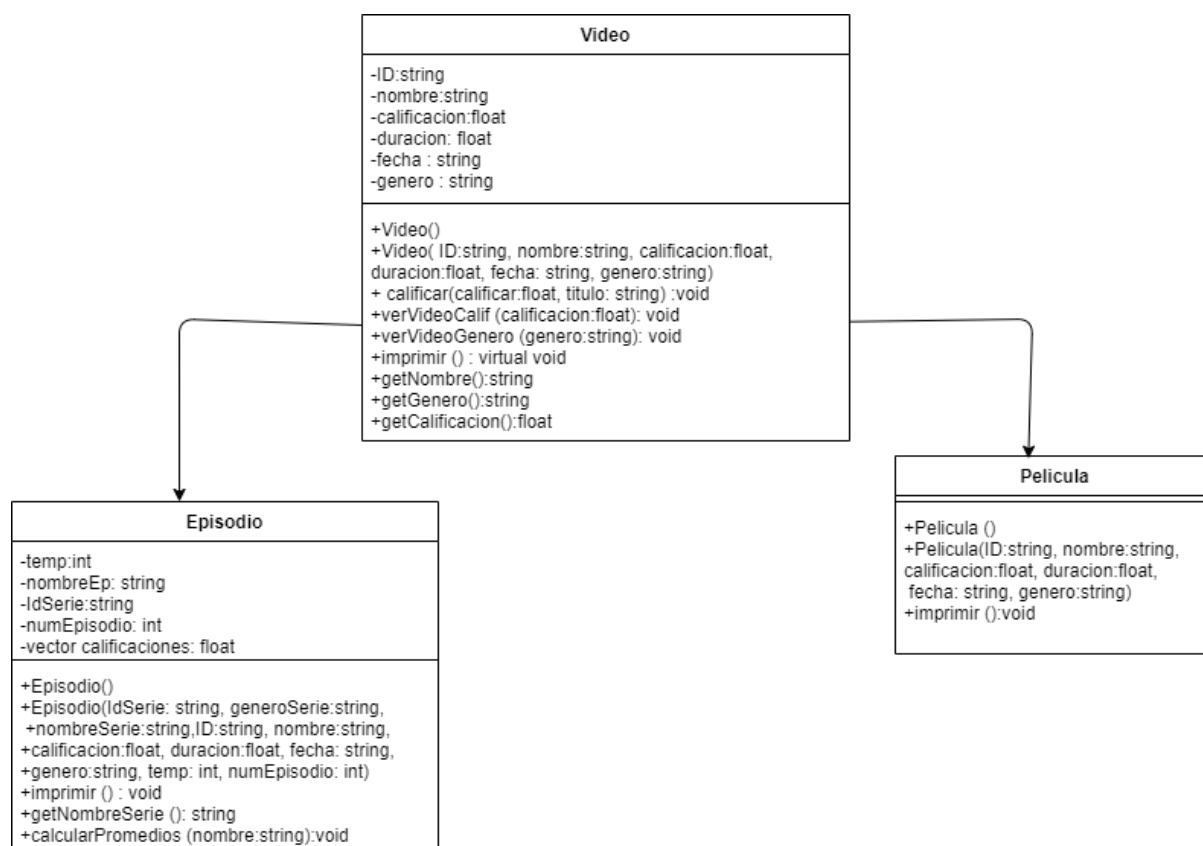 Video
-ID:string
-nombre:string
-calificacion:float
-duracion: float
-fecha : string
-genero : string
+Video()
+Video( ID:string, nombre:string, calificacion:float,
duracion:float, fecha: string, genero:string)
+ calificar(calificar:float, titulo: string) :void
+verVideoCalif (calificacion:float): void
+verVideoGenero (genero:string): void
+imprimir () : virtual void
+getNombre():string
+getGenero():string
+getCalificacion():float
Episodio
-temp:int
-nombreEp: string
-IdSerie:string
-numEpisodio: int
-vector calificaciones: float
+Episodio()
+Episodio(IdSerie: string, generoSerie:string,
+nombreSerie:string,ID:string, nombre:string,
+calificacion:float, duracion:float, fecha: string,
+genero:string, temp: int, numEpisodio: int)
+imprimir () : void
+getNombreSerie (): string
+calcularPromedios (nombre:string):void
Pelicula
+Pelicula ()
+Pelicula(ID:string, nombre:string,
calificacion:float, duracion:float,
fecha: string, genero:string)
+imprimir ():void